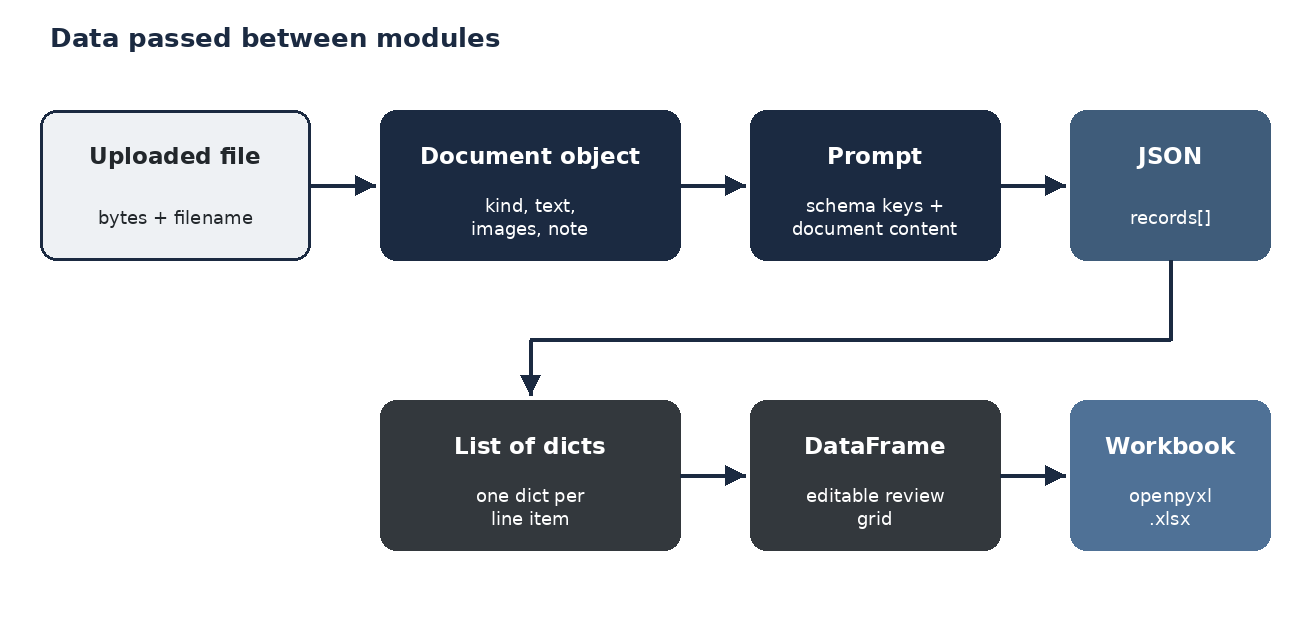 Data passed between modules
Uploaded file
bytes + filename
Document object
kind, text,
images, note
Prompt
schema keys +
document content
JSON
records[]
List of dicts
one dict per
line item
DataFrame
editable review
grid
Workbook
openpyxl
.xlsx